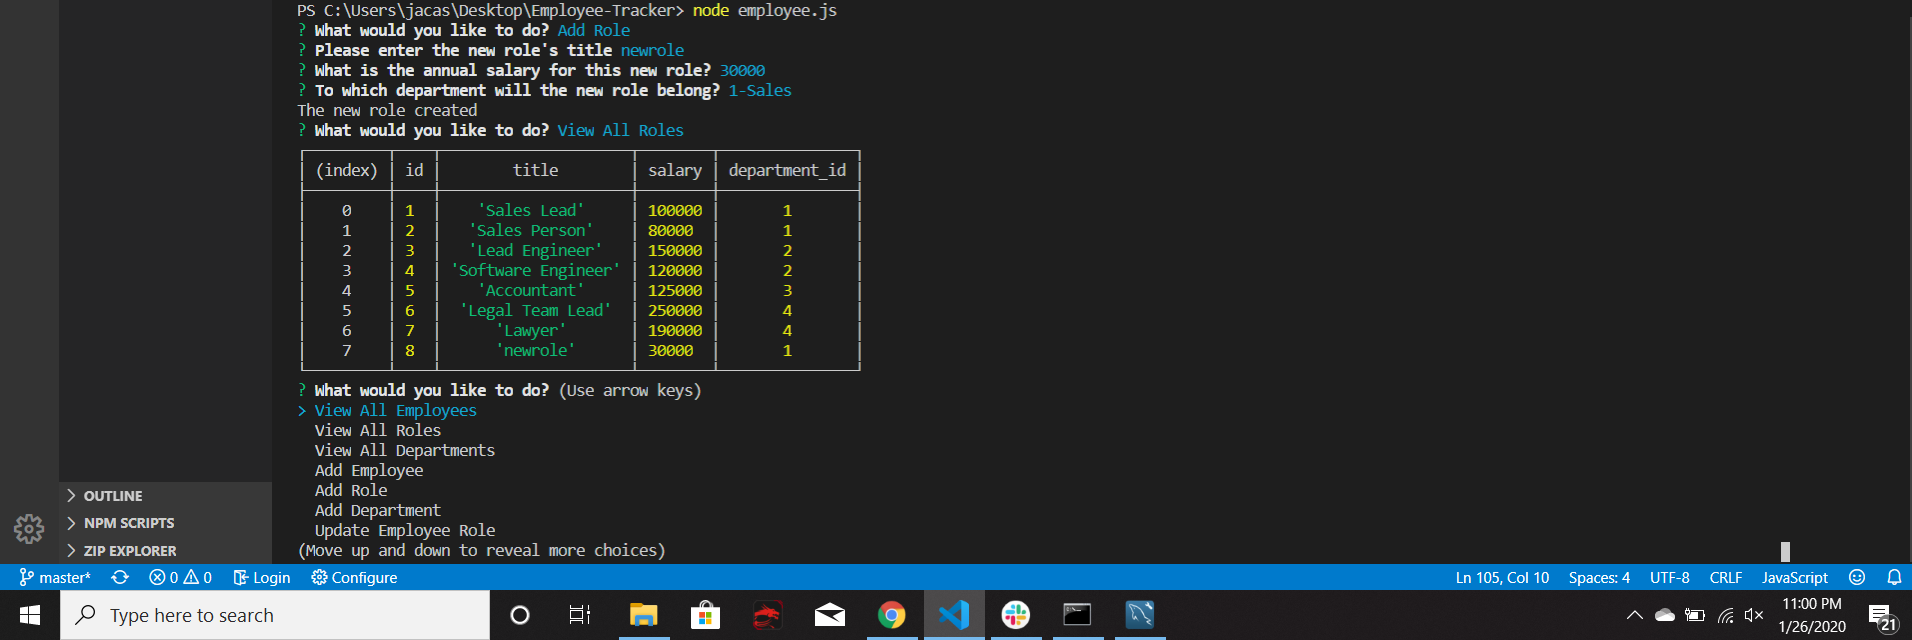 PS C:\Users\jacas\Desktop\Employee-Tracker> node employee.js
? What would you like to do? Add Role
? Please enter the new role's title newrole
? What is the annual salary for this new role? 30000
? To which department will the new role belong? 1-Sales
The new role created
? What would you like to do? View All Roles
(index) id title salary department_id
0 1 'Sales Lead' 100000 1
1 2 'Sales Person' 80000 1
2 3 'Lead Engineer' 150000 2
3 4 'Software Engineer' 120000 2
4 5 'Accountant' 125000 3
5 6 'Legal Team Lead' 250000 4
6 7 'Lawyer' 190000 4
7 8 'newrole' 30000 1
? What would you like to do? (Use arrow keys)
> View All Employees
View All Roles
View All Departments
Add Employee
Add Role
Add Department
Update Employee Role
(Move up and down to reveal more choices)
OUTLINE
NPM SCRIPTS
ZIP EXPLORER
master* 0 0 Login Configure Ln 105, Col 10 Spaces: 4 UTF-8 CRLF JavaScript
Type here to search
11:00 PM
1/26/2020
21